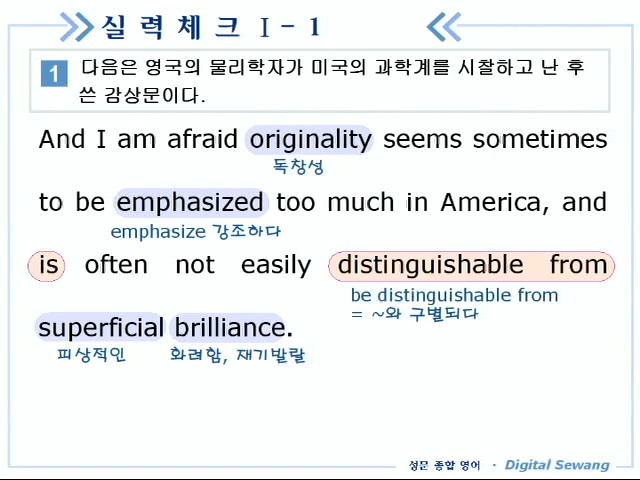 실력체크 I-1
1 다음은 영국의 물리학자가 미국의 과학계를 시찰하고 난 후
쓴 감상문이다.
And I am afraid originality seems sometimes
독창성
to be emphasized too much in America, and
emphasize 강조하다
is often not easily distinguishable from
be distinguishable from
= ~와 구별되다
superficial brilliance.
피상적인 화려함, 재기발랄
정문 종합 영어 · Digital Sewang